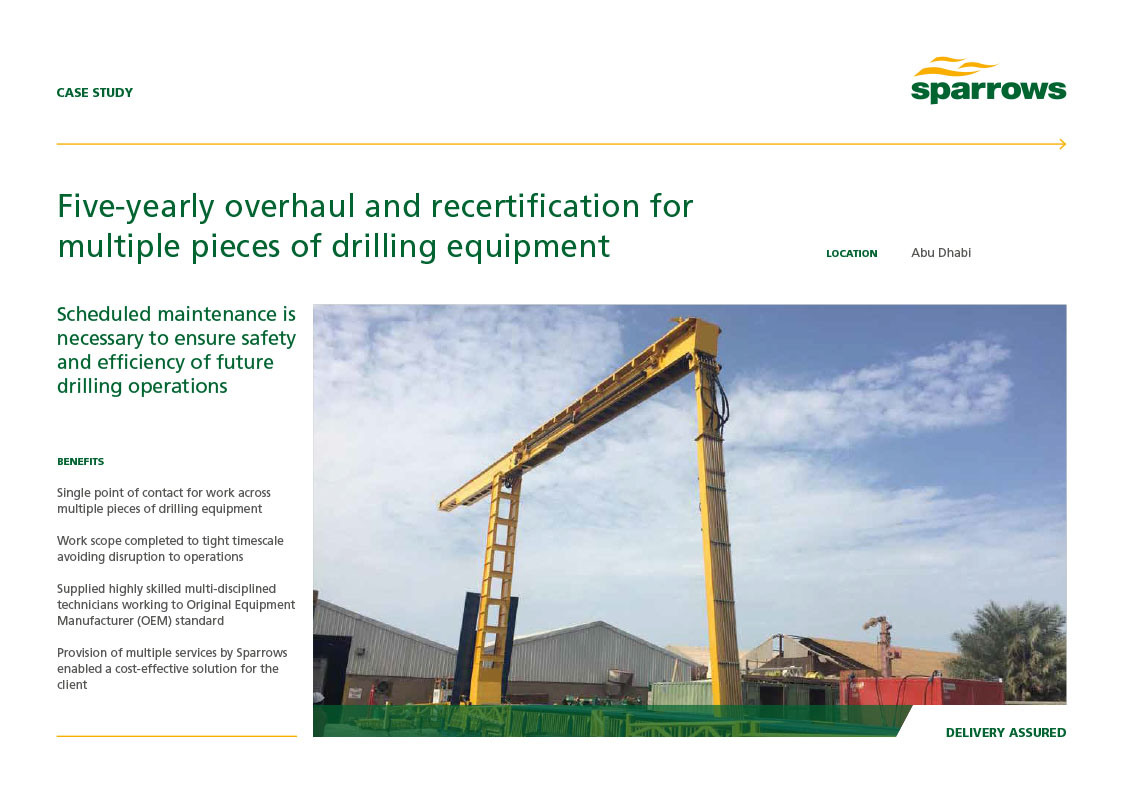 CASE STUDY
sparrows
Five-yearly overhaul and recertification for
multiple pieces of drilling equipment
LOCATION Abu Dhabi
Scheduled maintenance is
necessary to ensure safety
and efficiency of future
drilling operations
BENEFITS
Single point of contact for work across
multiple pieces of drilling equipment
Work scope completed to tight timescale
avoiding disruption to operations
Supplied highly skilled multi-disciplined
technicians working to Original Equipment
Manufacturer (OEM) standard
Provision of multiple services by Sparrows
enabled a cost-effective solution for the
client
DELIVERY ASSURED